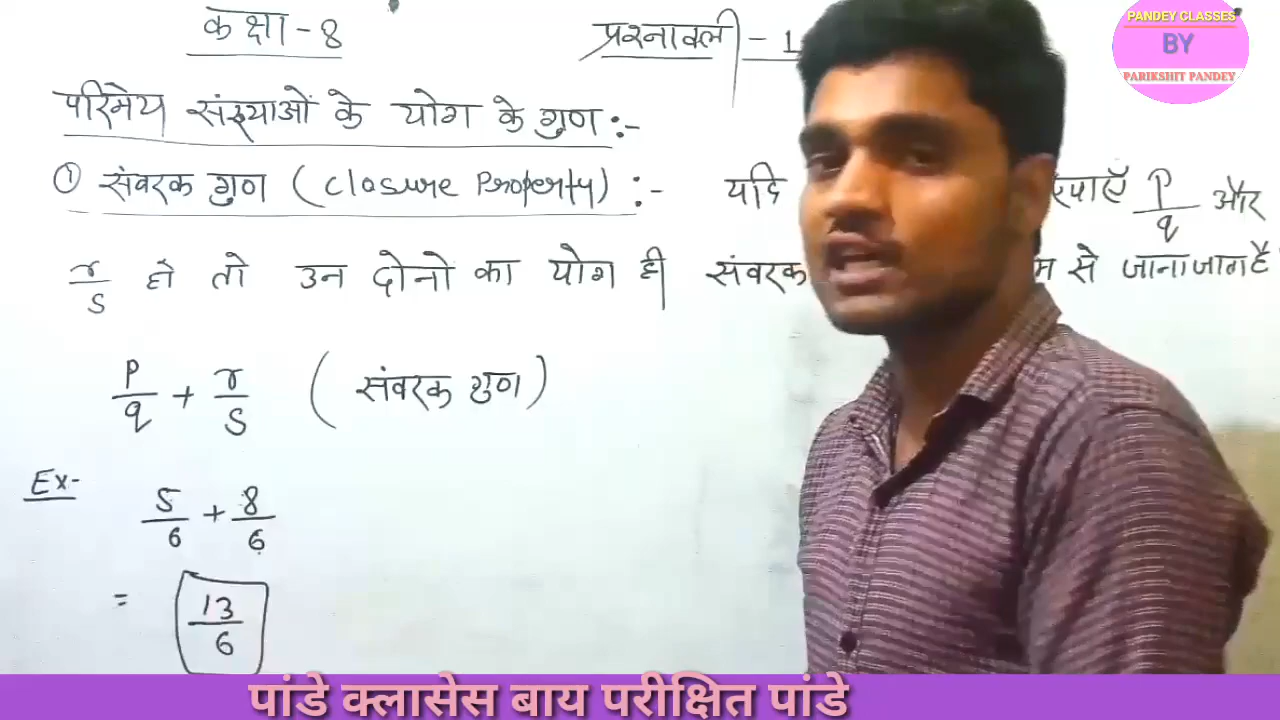 कक्षा - 8
प्रश्नावली - 1
PANDEY CLASSES
BY
PARIKSHIT PANDEY
परिमेय संख्याओं के योग के गुण :-
① संवरक गुण ( Closure Property ) :- यदि p/q और
r/s हो तो उन दोनो का योग ही संवरक से जाना जाता है
p/q + r/s ( संवरक गुण )
Ex-
5/6 + 8/6
= 13/6
पांडे क्लासेस बाय परीक्षित पांडे